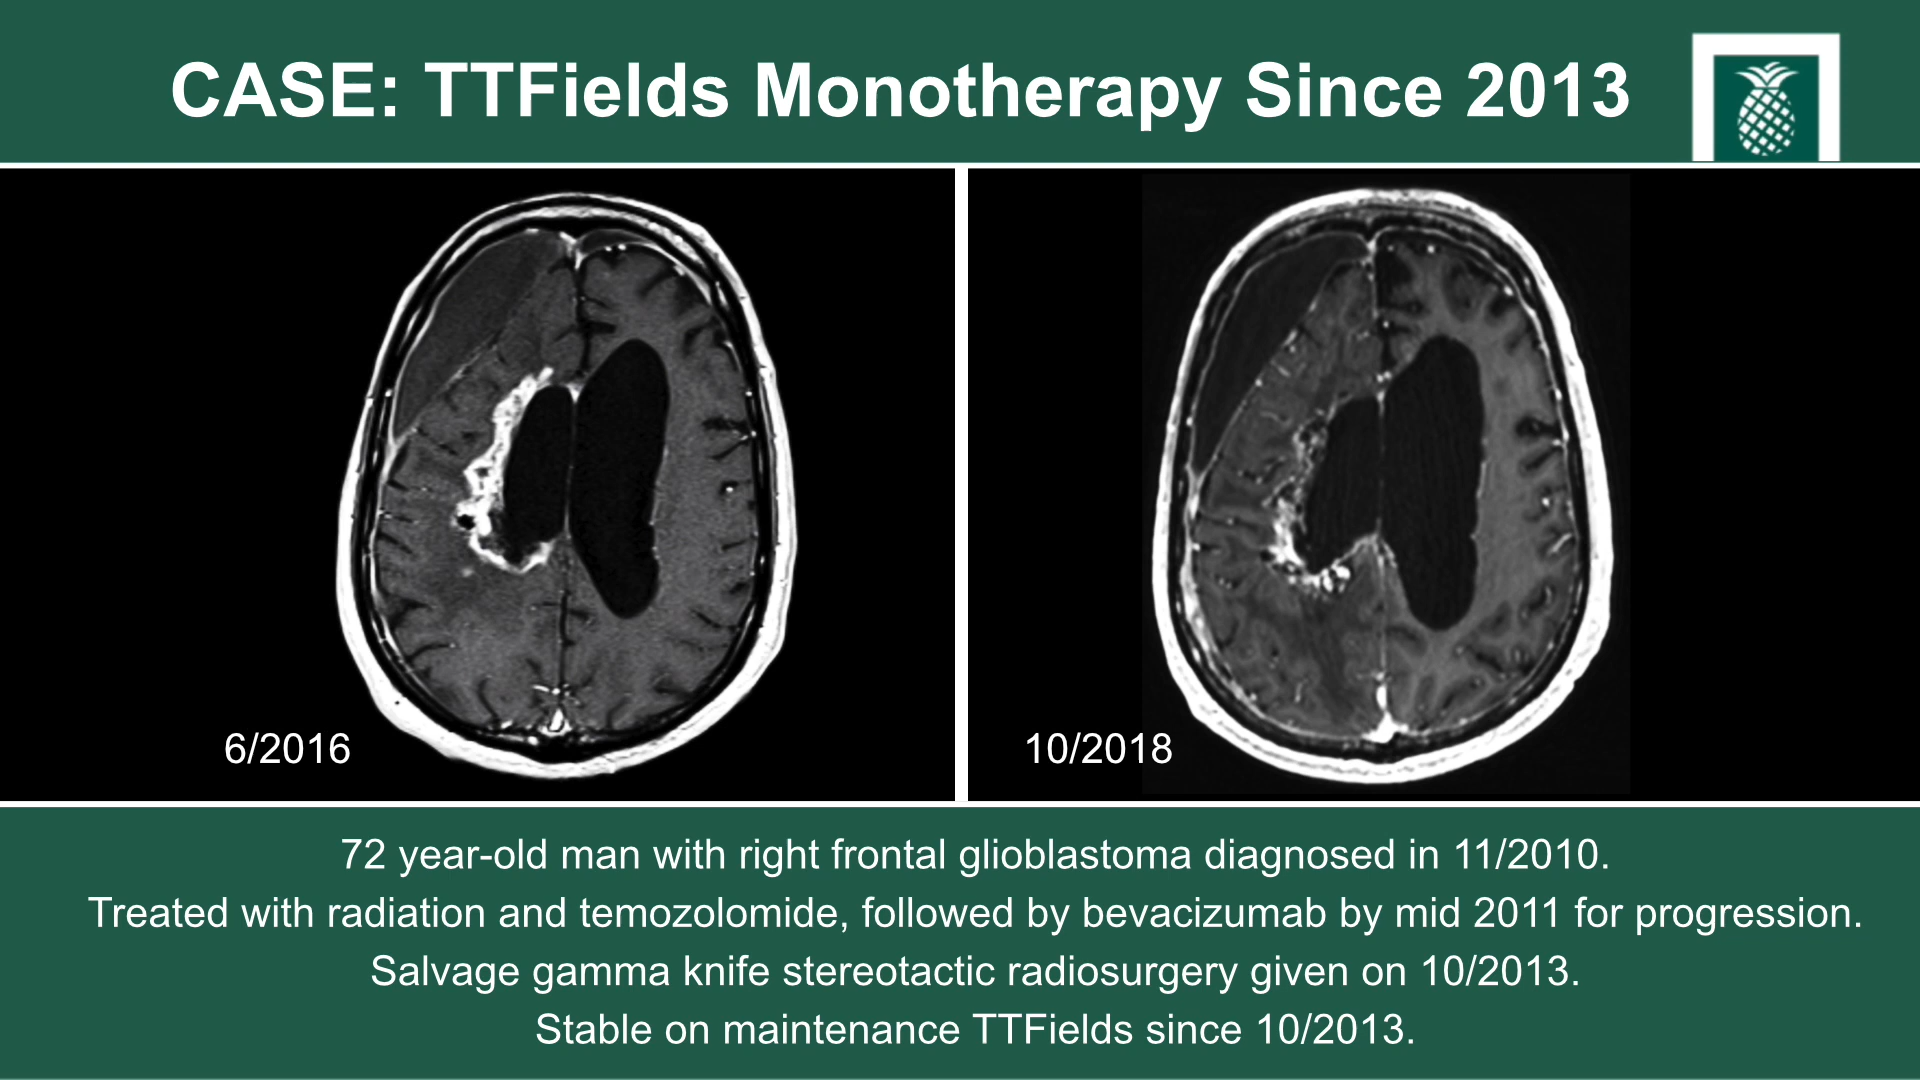 CASE: TTFields Monotherapy Since 2013
6/2016
10/2018
72 year-old man with right frontal glioblastoma diagnosed in 11/2010.
Treated with radiation and temozolomide, followed by bevacizumab by mid 2011 for progression.
Salvage gamma knife stereotactic radiosurgery given on 10/2013.
Stable on maintenance TTFields since 10/2013.